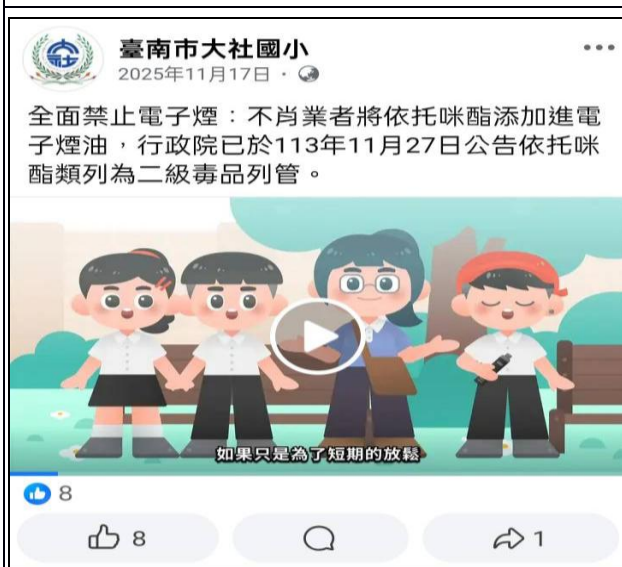 臺南市大社國小
2025年11月17日 ·
全面禁止電子煙：不肖業者將依托咪酯添加進電
子煙油，行政院已於113年11月27日公告依托咪
酯類列為二級毒品列管。
如果只是為了短期的放鬆
8
8
1